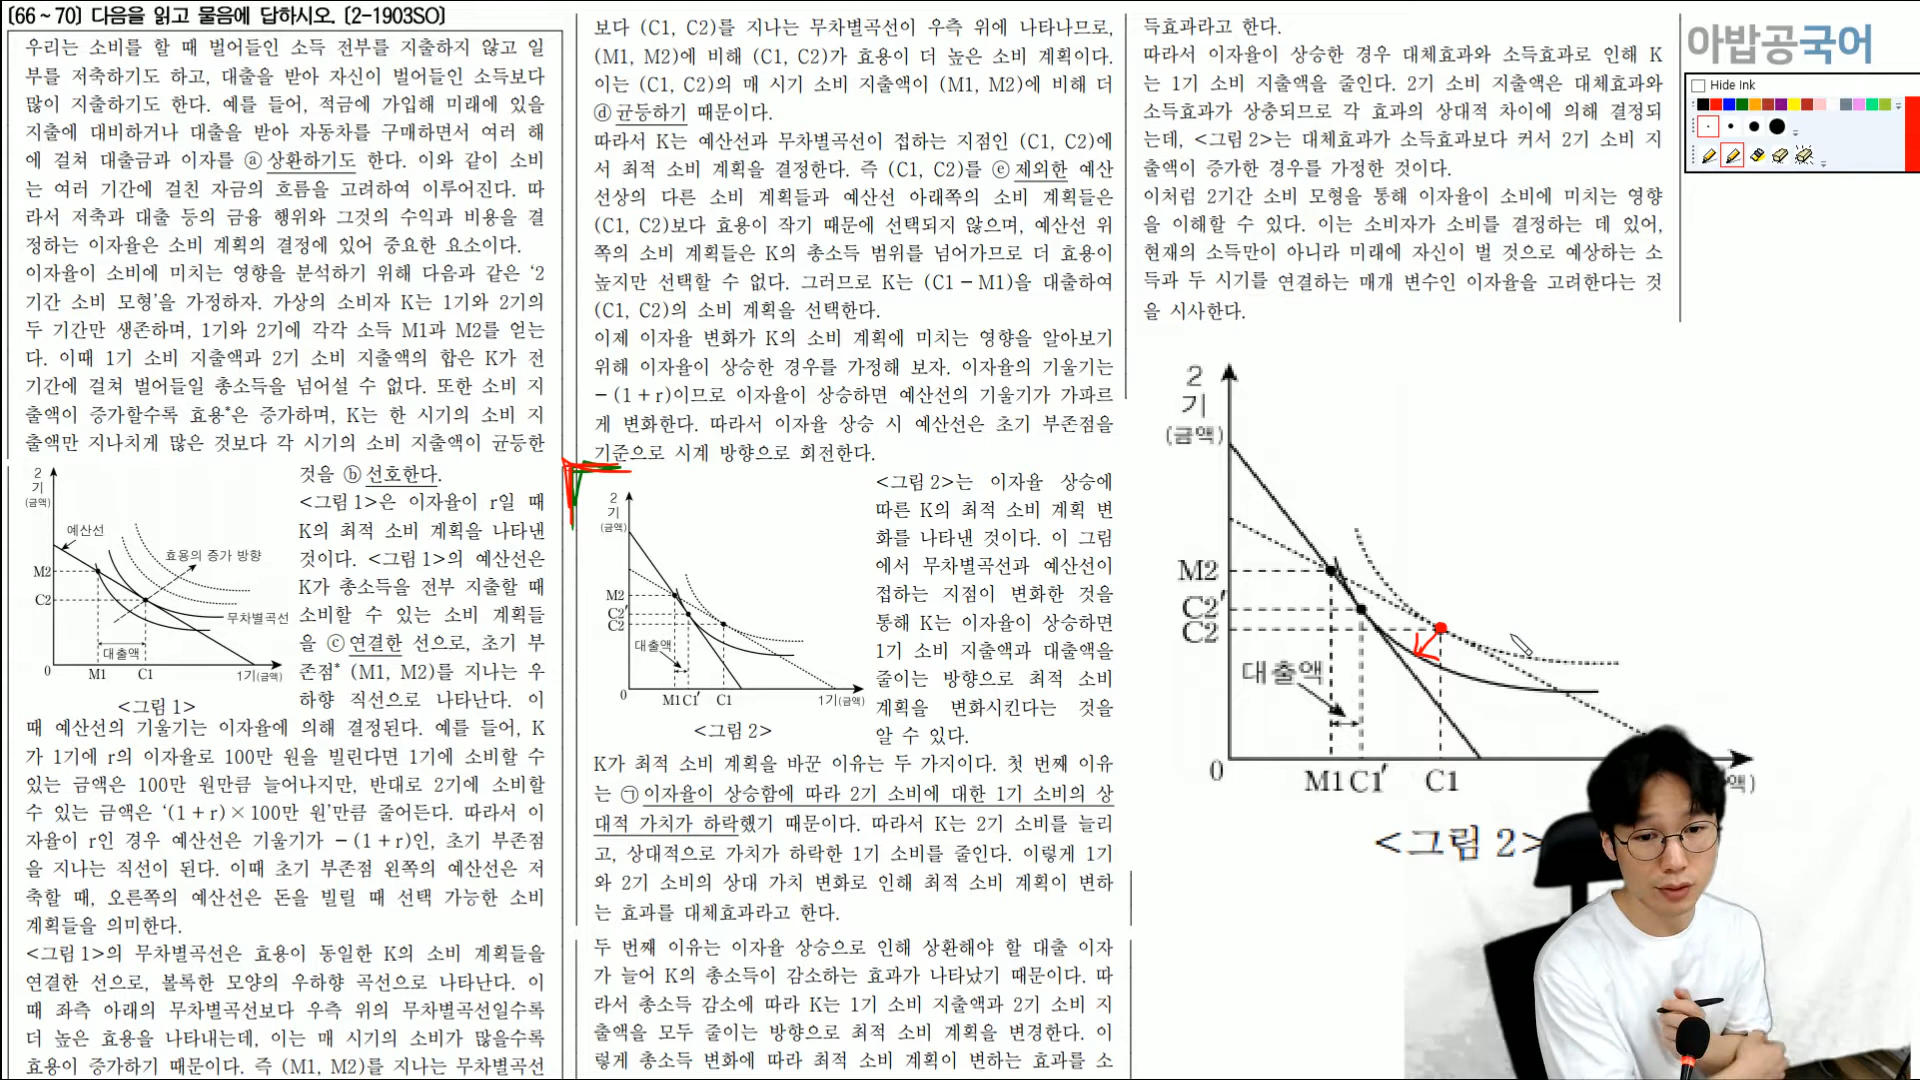 [66~70] 다음을 읽고 물음에 답하시오. [2-1903SO]
우리는 소비를 할 때 벌어들인 소득 전부를 지출하지 않고 일
부를 저축하기도 하고, 대출을 받아 자신이 벌어들인 소득보다
많이 지출하기도 한다. 예를 들어, 적금에 가입해 미래에 있을
지출에 대비하거나 대출을 받아 자동차를 구매하면서 여러 해
에 걸쳐 대출금과 이자를 ⓐ상환하기도 한다. 이와 같이 소비
는 여러 기간에 걸친 자금의 흐름을 고려하여 이루어진다. 따
라서 저축과 대출 등의 금융 행위와 그것의 수익과 비용을 결
정하는 이자율은 소비 계획의 결정에 있어 중요한 요소이다.
이자율이 소비에 미치는 영향을 분석하기 위해 다음과 같은 ‘2
기간 소비 모형’을 가정하자. 가상의 소비자 K는 1기와 2기의
두 기간만 생존하며, 1기와 2기에 각각 소득 M1과 M2를 얻는
다. 이때 1기 소비 지출액과 2기 소비 지출액의 합은 K가 전
기간에 걸쳐 벌어들일 총소득을 넘어설 수 없다. 또한 소비 지
출액이 증가할수록 효용*은 증가하며, K는 한 시기의 소비 지
출액만 지나치게 많은 것보다 각 시기의 소비 지출액이 균등한
것을 ⓑ선호한다.
<그림 1>은 이자율이 r일 때
K의 최적 소비 계획을 나타낸
것이다. <그림 1>의 예산선은
K가 총소득을 전부 지출할 때
소비할 수 있는 소비 계획들
을 ⓒ연결한 선으로, 초기 부
존점* (M1, M2)를 지나는 우
하향 직선으로 나타난다. 이
2
기
(금액)
예산선
효용의 증가 방향
M2
C2
무차별곡선
대출액
0
M1
C1
1기(금액)
<그림 1>
때 예산선의 기울기는 이자율에 의해 결정된다. 예를 들어, K
가 1기에 r의 이자율로 100만 원을 빌린다면 1기에 소비할 수
있는 금액은 100만 원만큼 늘어나지만, 반대로 2기에 소비할
수 있는 금액은 ‘(1+r)×100만 원’만큼 줄어든다. 따라서 이
자율이 r인 경우 예산선은 기울기가 -(1+r)인, 초기 부존점
을 지나는 직선이 된다. 이때 초기 부존점 왼쪽의 예산선은 저
축할 때, 오른쪽의 예산선은 돈을 빌릴 때 선택 가능한 소비
계획들을 의미한다.
<그림 1>의 무차별곡선은 효용이 동일한 K의 소비 계획들을
연결한 선으로, 볼록한 모양의 우하향 곡선으로 나타난다. 이
때 좌측 아래의 무차별곡선보다 우측 위의 무차별곡선일수록
더 높은 효용을 나타내는데, 이는 매 시기의 소비가 많을수록
효용이 증가하기 때문이다. 즉 (M1, M2)를 지나는 무차별곡선
보다 (C1, C2)를 지나는 무차별곡선이 우측 위에 나타나므로,
(M1, M2)에 비해 (C1, C2)가 효용이 더 높은 소비 계획이다.
이는 (C1, C2)의 매 시기 소비 지출액이 (M1, M2)에 비해 더
ⓓ균등하기 때문이다.
따라서 K는 예산선과 무차별곡선이 접하는 지점인 (C1, C2)에
서 최적 소비 계획을 결정한다. 즉 (C1, C2)를 ⓔ제외한 예산
선상의 다른 소비 계획들과 예산선 아래쪽의 소비 계획들은
(C1, C2)보다 효용이 작기 때문에 선택되지 않으며, 예산선 위
쪽의 소비 계획들은 K의 총소득 범위를 넘어가므로 더 효용이
높지만 선택할 수 없다. 그러므로 K는 (C1-M1)을 대출하여
(C1, C2)의 소비 계획을 선택한다.
이제 이자율 변화가 K의 소비 계획에 미치는 영향을 알아보기
위해 이자율이 상승한 경우를 가정해 보자. 이자율의 기울기는
-(1+r)이므로 이자율이 상승하면 예산선의 기울기가 가파르
게 변화한다. 따라서 이자율 상승 시 예산선은 초기 부존점을
기준으로 시계 방향으로 회전한다.
2
기
(금액)
M2
C2′
C2
대출액
0
M1
C1′
C1
1기(금액)
<그림 2>
<그림 2>는 이자율 상승에
따른 K의 최적 소비 계획 변
화를 나타낸 것이다. 이 그림
에서 무차별곡선과 예산선이
접하는 지점이 변화한 것을
통해 K는 이자율이 상승하면
1기 소비 지출액과 대출액을
줄이는 방향으로 최적 소비
계획을 변화시킨다는 것을
알 수 있다.
K가 최적 소비 계획을 바꾼 이유는 두 가지이다. 첫 번째 이유
는 ㉠이자율이 상승함에 따라 2기 소비에 대한 1기 소비의 상
대적 가치가 하락했기 때문이다. 따라서 K는 2기 소비를 늘리
고, 상대적으로 가치가 하락한 1기 소비를 줄인다. 이렇게 1기
와 2기 소비의 상대 가치 변화로 인해 최적 소비 계획이 변하
는 효과를 대체효과라고 한다.
두 번째 이유는 이자율 상승으로 인해 상환해야 할 대출 이자
가 늘어 K의 총소득이 감소하는 효과가 나타났기 때문이다. 따
라서 총소득 감소에 따라 K는 1기 소비 지출액과 2기 소비 지
출액을 모두 줄이는 방향으로 최적 소비 계획을 변경한다. 이
렇게 총소득 변화에 따라 최적 소비 계획이 변하는 효과를 소
득효과라고 한다.
따라서 이자율이 상승한 경우 대체효과와 소득효과로 인해 K
는 1기 소비 지출액을 줄인다. 2기 소비 지출액은 대체효과와
소득효과가 상충되므로 각 효과의 상대적 차이에 의해 결정되
는데, <그림 2>는 대체효과가 소득효과보다 커서 2기 소비 지
출액이 증가한 경우를 가정한 것이다.
이처럼 2기간 소비 모형을 통해 이자율이 소비에 미치는 영향
을 이해할 수 있다. 이는 소비자가 소비를 결정하는 데 있어,
현재의 소득만이 아니라 미래에 자신이 벌 것으로 예상하는 소
득과 두 시기를 연결하는 매개 변수인 이자율을 고려한다는 것
을 시사한다.
아밥공국어
Hide Ink
2
기
(금액)
M2
C2′
C2
대출액
0
M1
C1′
C1
액)
<그림 2>